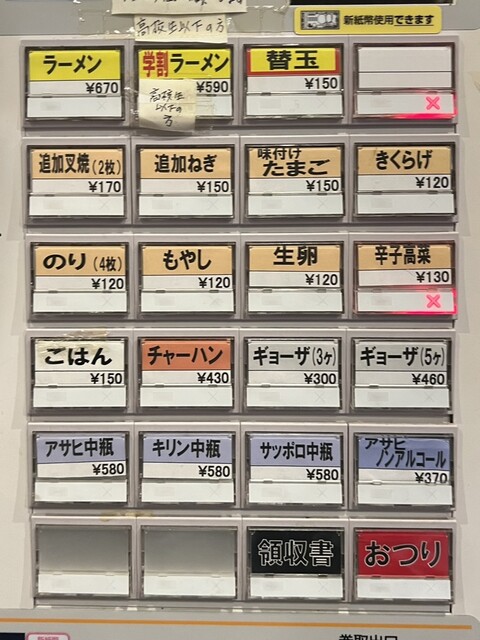 高校生以下の方
新紙幣使用できます
ラーメン
¥670
学割ラーメン
¥590
高校生
以下の
方
替玉
¥150
追加叉焼(2枚)
¥170
追加ねぎ
¥150
味付け
たまご
¥150
きくらげ
¥120
のり(4枚)
¥120
もやし
¥120
生卵
¥120
辛子高菜
¥130
ごはん
¥150
チャーハン
¥430
ギョーザ(3ヶ)
¥300
ギョーザ(5ヶ)
¥460
アサヒ中瓶
¥580
キリン中瓶
¥580
サッポロ中瓶
¥580
アサヒ
ノンアルコール
¥370
領収書
おつり
券取出口